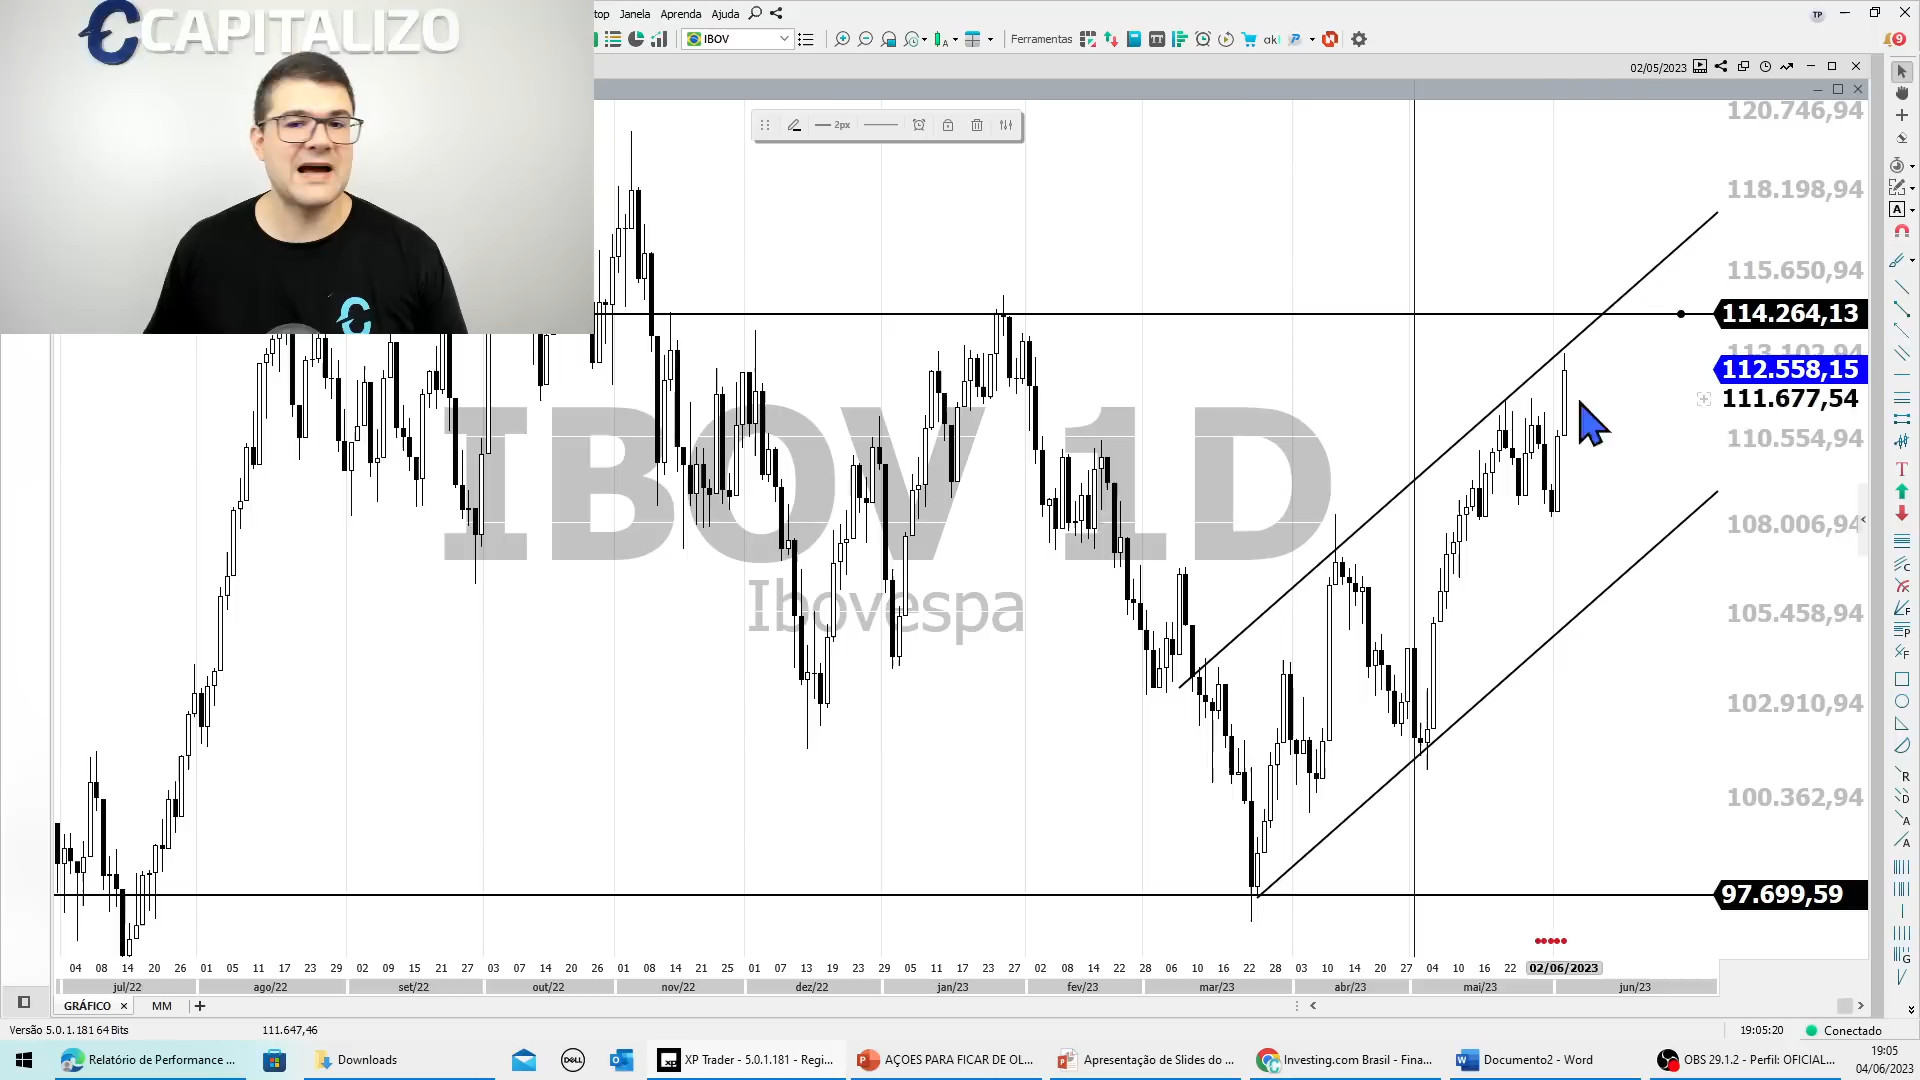 CAPITALIZO
top Janela Aprenda Ajuda
TP
IBOV
Ferramentas
9
02/05/2023
2px
120.746,94
118.198,94
115.650,94
114.264,13
113.102,94
112.558,15
111.677,54
110.554,94
108.006,94
105.458,94
102.910,94
100.362,94
97.699,59
IBOV 1D
Ibovespa
04 08 14 20 26 01 05 11 17 23 29 02 09 15 21 27 03 07 14 20 26 01 08 14 21 25 01 07 13 19 23 29 05 11 17 23 27 02 08 14 22 28 06 10 16 22 28 03 10 14 20 27 04 10 16 22 02/06/2023
jul/22 ago/22 set/22 out/22 nov/22 dez/22 jan/23 fev/23 mar/23 abr/23 mai/23 jun/23
GRÁFICO × MM +
Versão 5.0.1.181 64 Bits 111.647,46 19:05:20 Conectado
Relatório de Performance ... Downloads DELL XP Trader - 5.0.1.181 - Regi... AÇOES PARA FICAR DE OL... Apresentação de Slides do ... Investing.com Brasil - Fina... Documento2 - Word OBS 29.1.2 - Perfil: OFICIAL... 19:05
04/06/2023